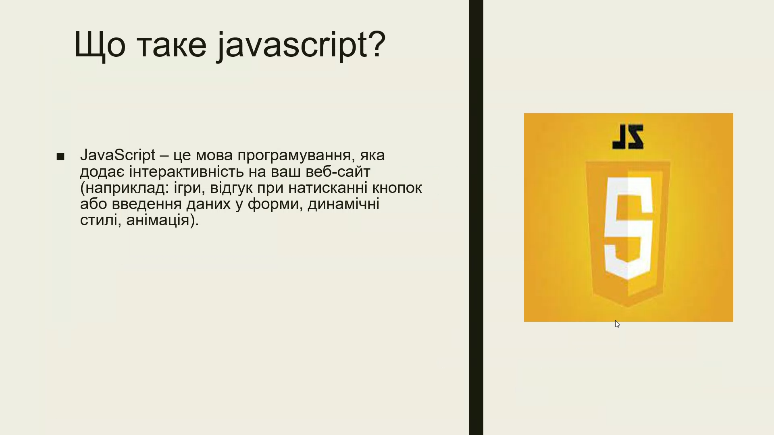 Що таке javascript?
JavaScript – це мова програмування, яка
додає інтерактивність на ваш веб-сайт
(наприклад: ігри, відгук при натисканні кнопок
або введення даних у форми, динамічні
стилі, анімація).
JS
5